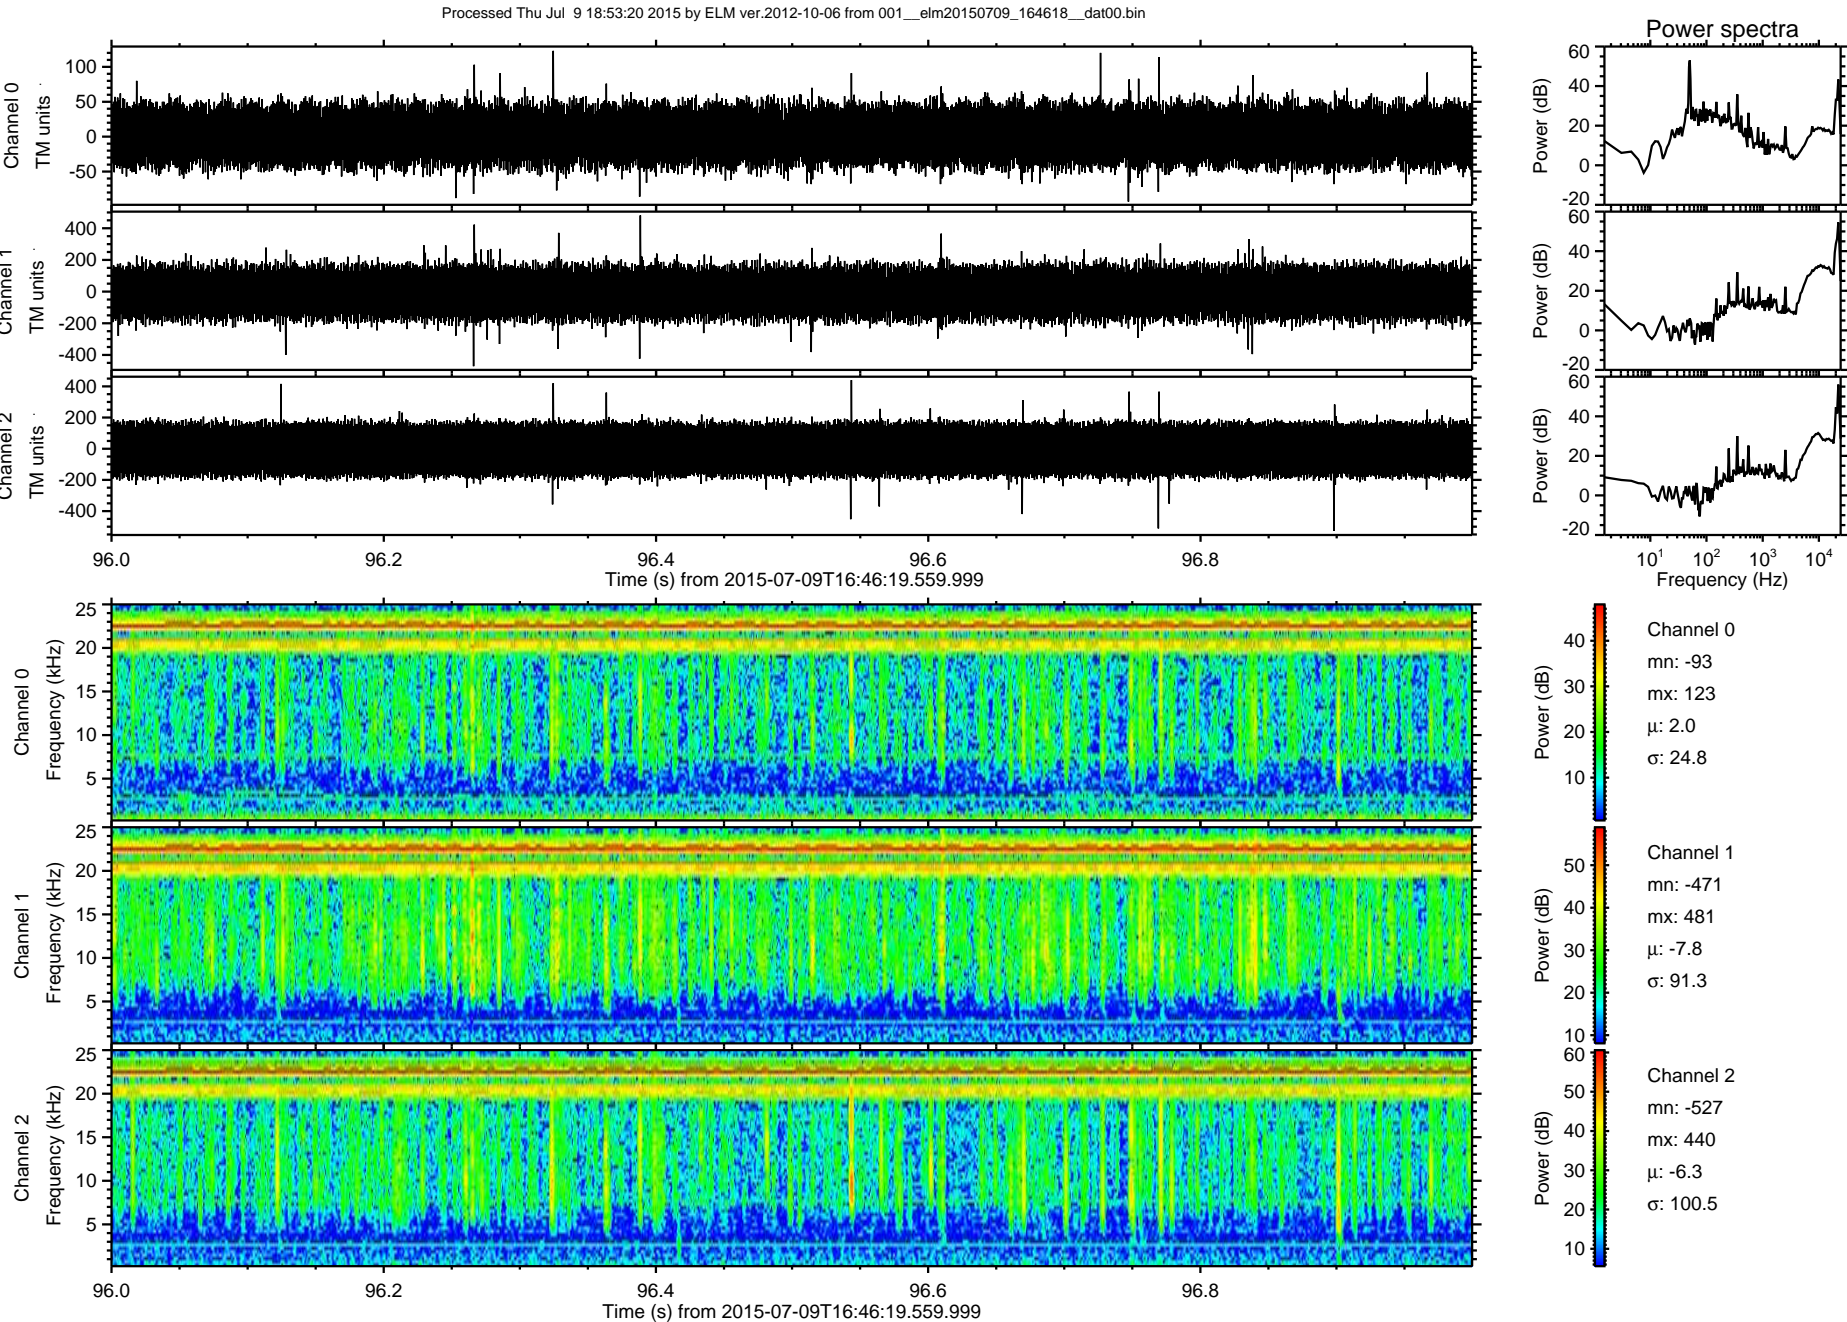 Processed Thu Jul  9 18:53:20 2015 by ELM ver.2012-10-06 from 001__elm20150709_164618__dat00.bin
Power spectra
Channel 0
TM units
100
50
0
-50
Power (dB)
60
40
20
0
-20
Channel 1
TM units
400
200
0
-200
-400
Power (dB)
60
40
20
0
-20
Channel 2
TM units
400
200
0
-200
-400
Power (dB)
60
40
20
0
-20
96.0 96.2 96.4 96.6 96.8
Time (s) from 2015-07-09T16:46:19.559.999
10^1 10^2 10^3 10^4
Frequency (Hz)
Channel 0
Frequency (kHz)
25
20
15
10
5
Power (dB)
40
30
20
10
Channel 0
mn: -93
mx: 123
μ: 2.0
σ: 24.8
Channel 1
Frequency (kHz)
25
20
15
10
5
Power (dB)
50
40
30
20
10
Channel 1
mn: -471
mx: 481
μ: -7.8
σ: 91.3
Channel 2
Frequency (kHz)
25
20
15
10
5
Power (dB)
60
50
40
30
20
10
Channel 2
mn: -527
mx: 440
μ: -6.3
σ: 100.5
96.0 96.2 96.4 96.6 96.8
Time (s) from 2015-07-09T16:46:19.559.999